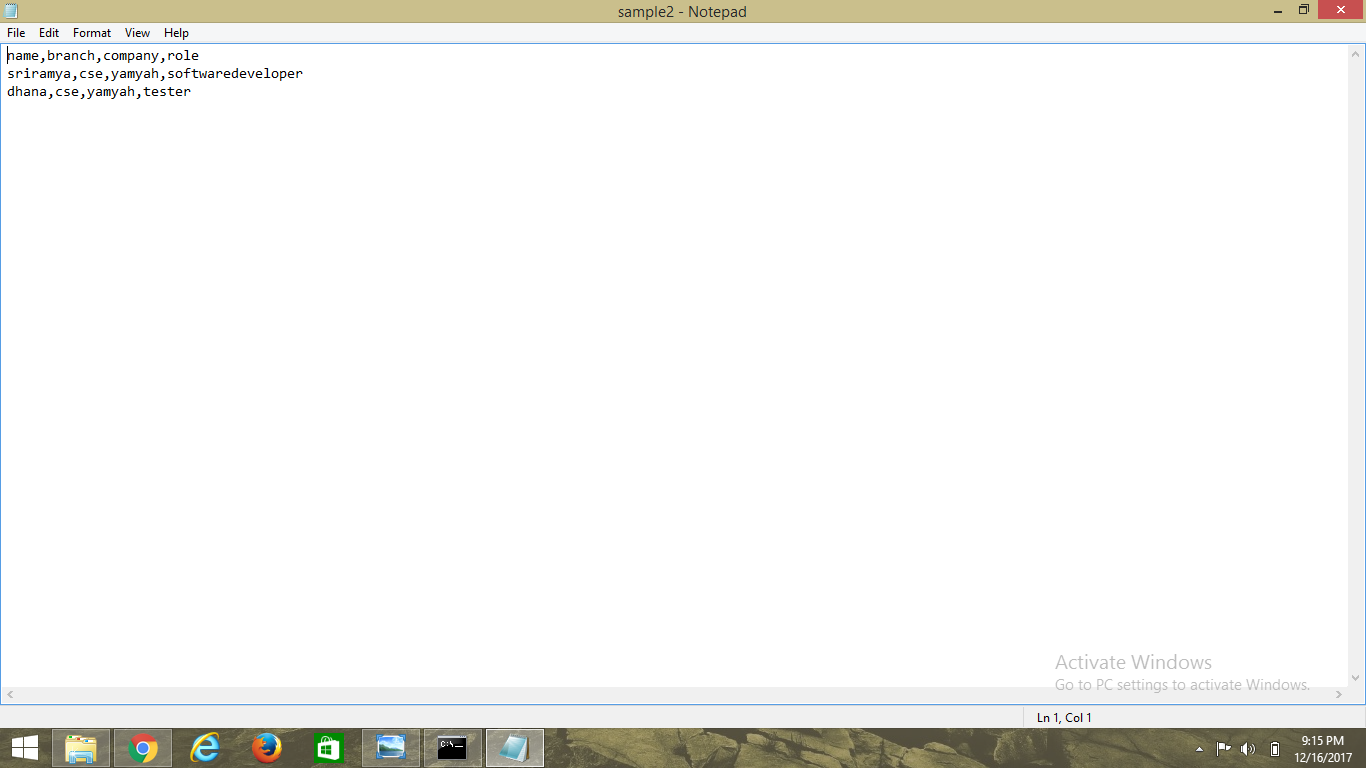 sample2 - Notepad
File Edit Format View Help
name,branch,company,role
sriramya,cse,yamyah,softwaredeveloper
dhana,cse,yamyah,tester
Activate Windows
Go to PC settings to activate Windows.
Ln 1, Col 1
C:\_
9:15 PM
12/16/2017